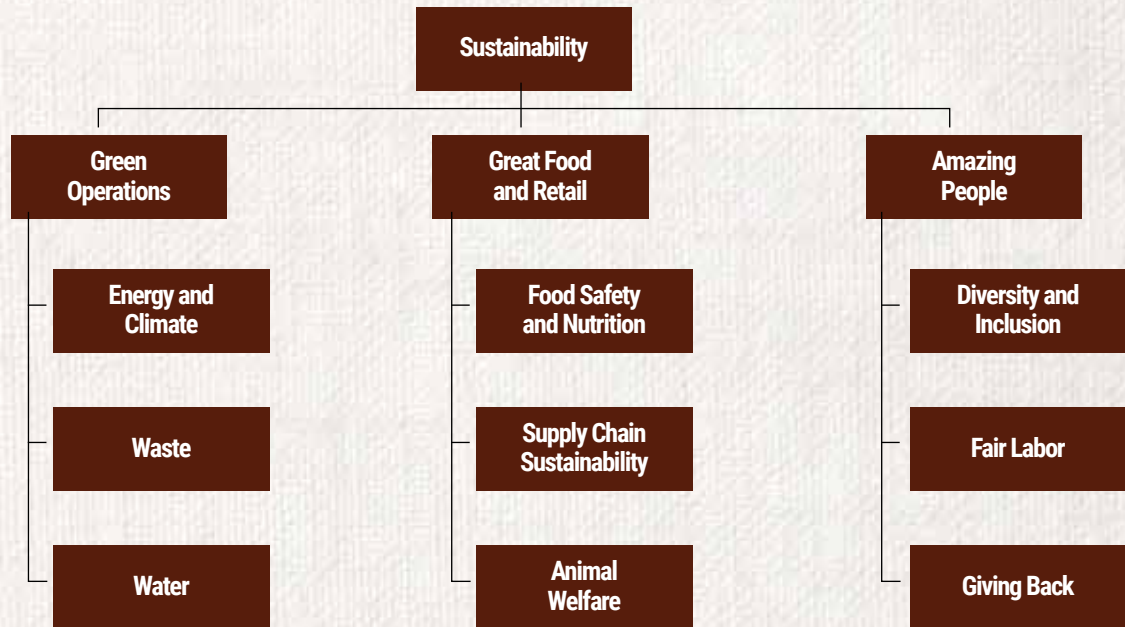 Sustainability
Green
Operations
Great Food
and Retail
Amazing
People
Energy and
Climate
Food Safety
and Nutrition
Diversity and
Inclusion
Waste
Supply Chain
Sustainability
Fair Labor
Water
Animal
Welfare
Giving Back